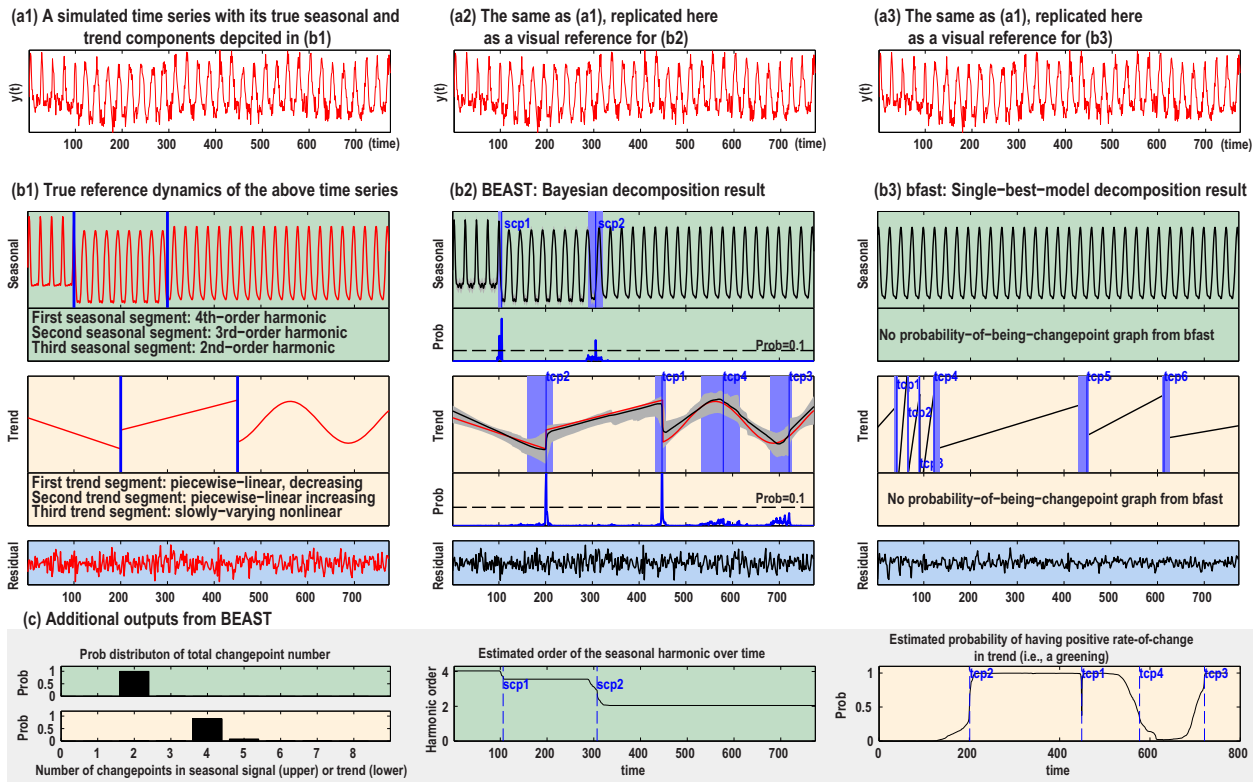 (a1) A simulated time series with its true seasonal and
trend components depcited in (b1)
y(t)
100 200 300 400 500 600 700 (time)
(a2) The same as (a1), replicated here
as a visual reference for (b2)
y(t)
100 200 300 400 500 600 700 (time)
(a3) The same as (a1), replicated here
as a visual reference for (b3)
y(t)
100 200 300 400 500 600 700 (time)
(b1) True reference dynamics of the above time series
Seasonal
First seasonal segment: 4th-order harmonic
Second seasonal segment: 3rd-order harmonic
Third seasonal segment: 2nd-order harmonic
Trend
First trend segment: piecewise-linear, decreasing
Second trend segment: piecewise-linear increasing
Third trend segment: slowly-varying nonlinear
Residual
100 200 300 400 500 600 700
(b2) BEAST: Bayesian decomposition result
Seasonal
scp1 scp2
Prob
Prob=0.1
Trend
tcp2 tcp1 tcp4 tcp3
Prob
Prob=0.1
Residual
100 200 300 400 500 600 700
(b3) bfast: Single-best-model decomposition result
Seasonal
No probability-of-being-changepoint graph from bfast
Trend
tcp1 tcp4 tcp5 tcp6
tcp2
tcp3
No probability-of-being-changepoint graph from bfast
Residual
100 200 300 400 500 600 700
(c) Additional outputs from BEAST
Prob distributon of total changepoint number
Prob
1
0.5
Prob
1
0.5
0 1 2 3 4 5 6 7 8
Number of changepoints in seasonal signal (upper) or trend (lower)
Estimated order of the seasonal harmonic over time
Harmonic order
4
2
0
scp1 scp2
100 200 300 400 500 600 700
time
Estimated probability of having positive rate-of-change
in trend (i.e., a greening)
Prob
1
0.5
0
tcp2 tcp1 tcp4 tcp3
0 200 400 600 800
time